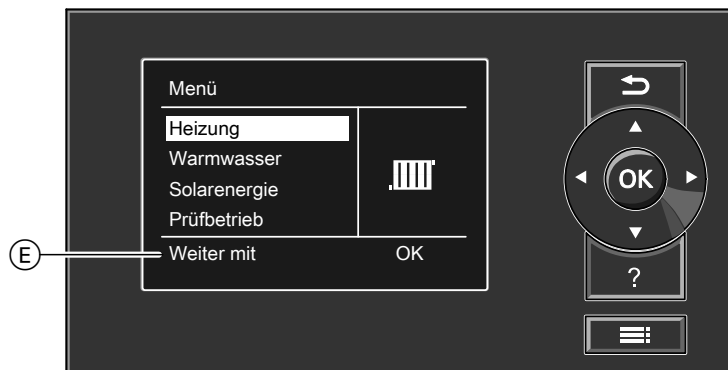 Menü
Heizung
Warmwasser
Solarenergie
Prüfbetrieb
Weiter mit OK
E
OK
?